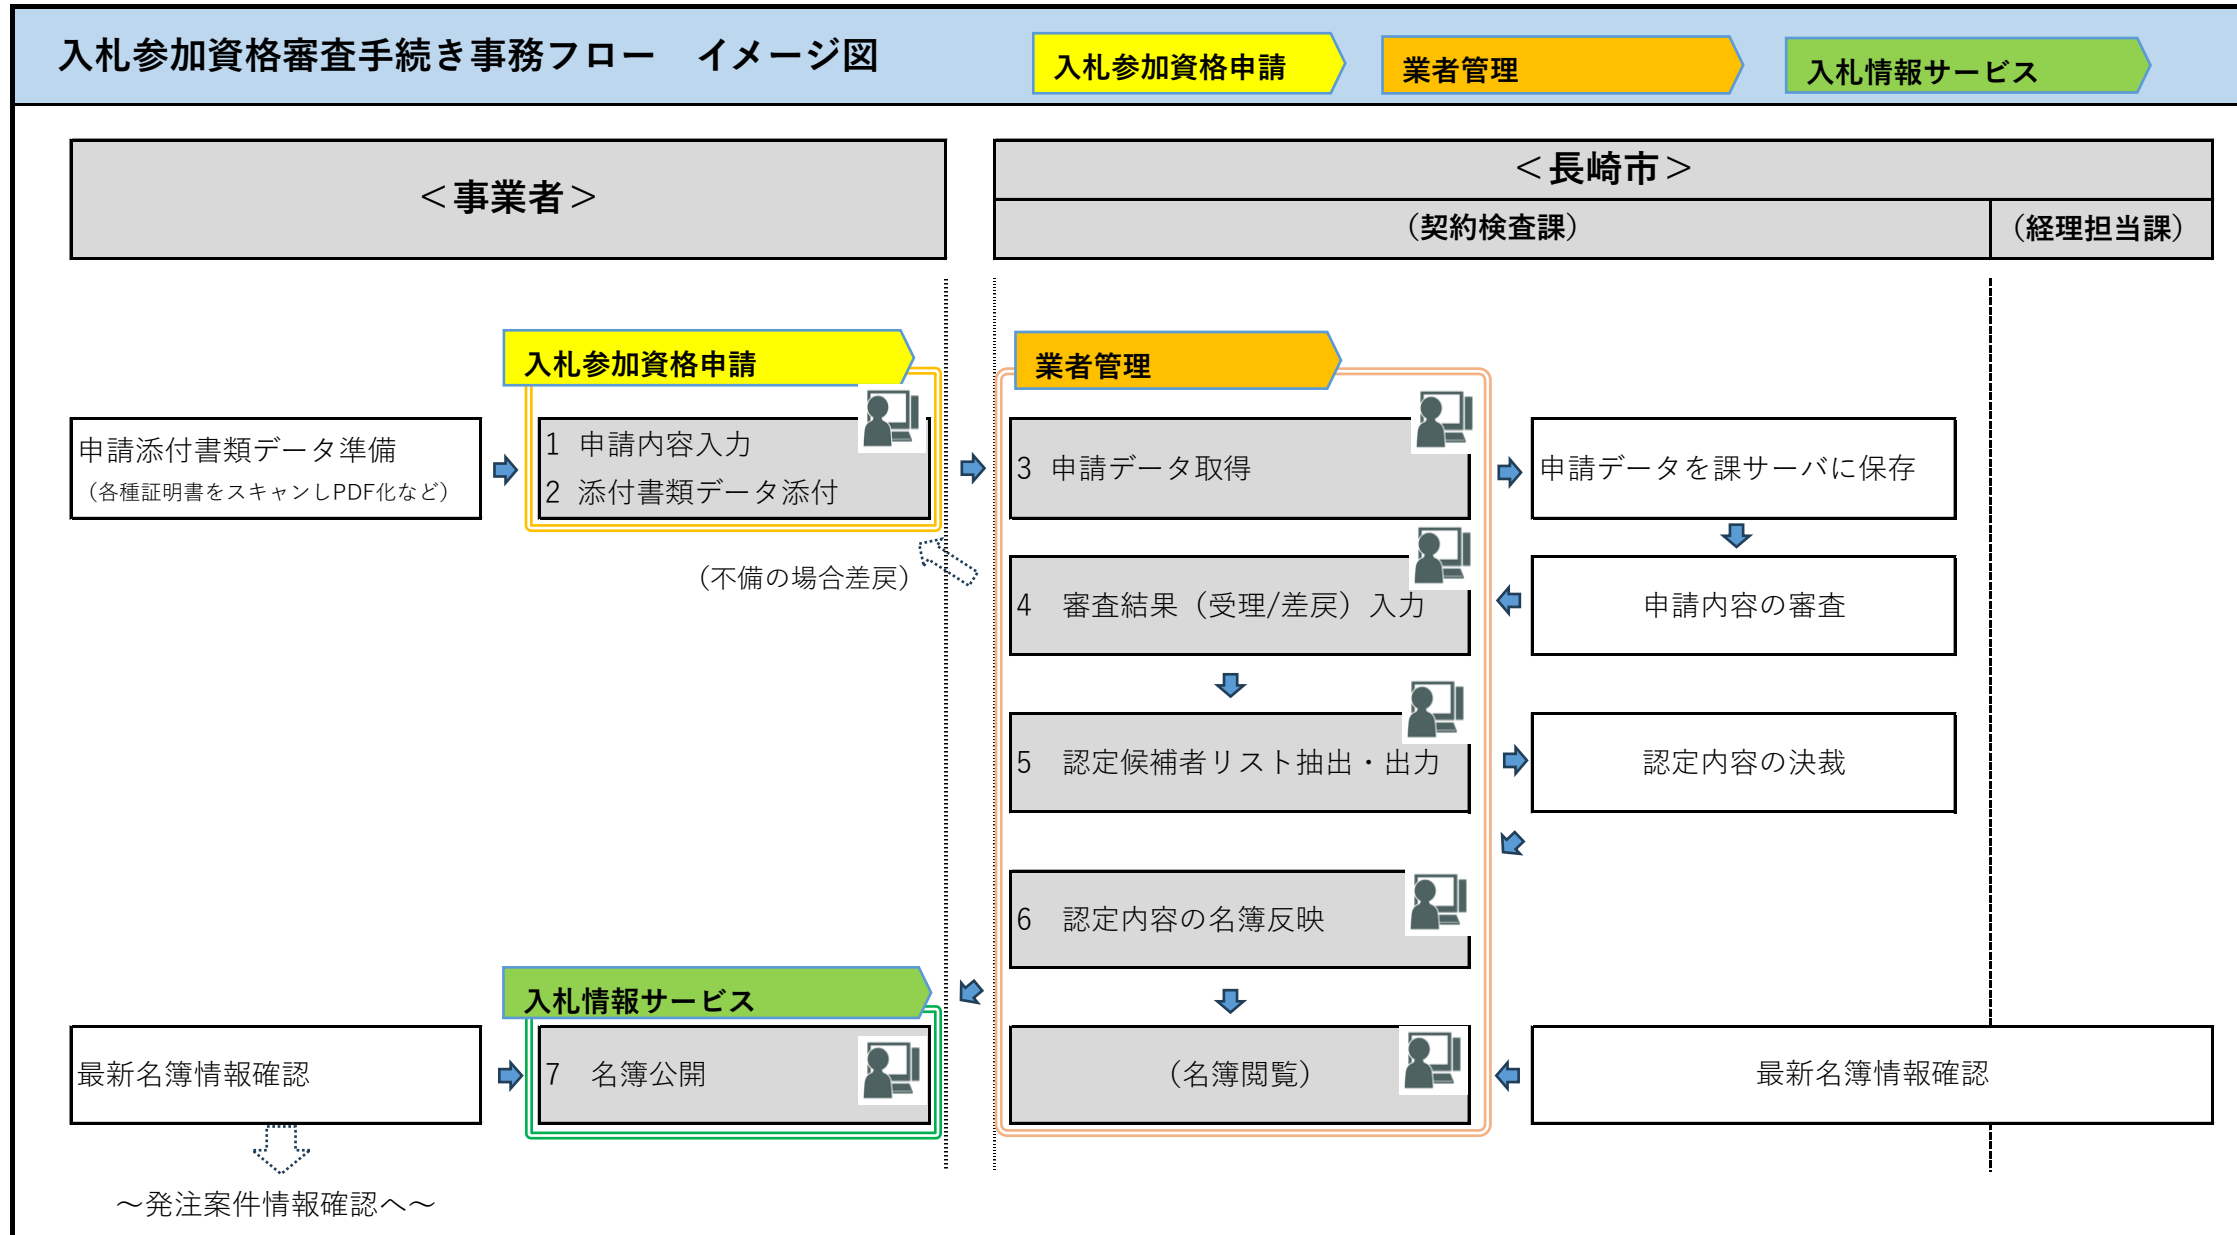 入札参加資格審査手続き事務フロー　イメージ図
入札参加資格申請
業者管理
入札情報サービス
＜事業者＞
＜長崎市＞
（契約検査課）
（経理担当課）
入札参加資格申請
業者管理
申請添付書類データ準備
（各種証明書をスキャンしPDF化など）
1 申請内容入力
2 添付書類データ添付
3 申請データ取得
申請データを課サーバに保存
（不備の場合差戻）
4　審査結果（受理/差戻）入力
申請内容の審査
5　認定候補者リスト抽出・出力
認定内容の決裁
6　認定内容の名簿反映
入札情報サービス
最新名簿情報確認
7　名簿公開
（名簿閲覧）
最新名簿情報確認
～発注案件情報確認へ～